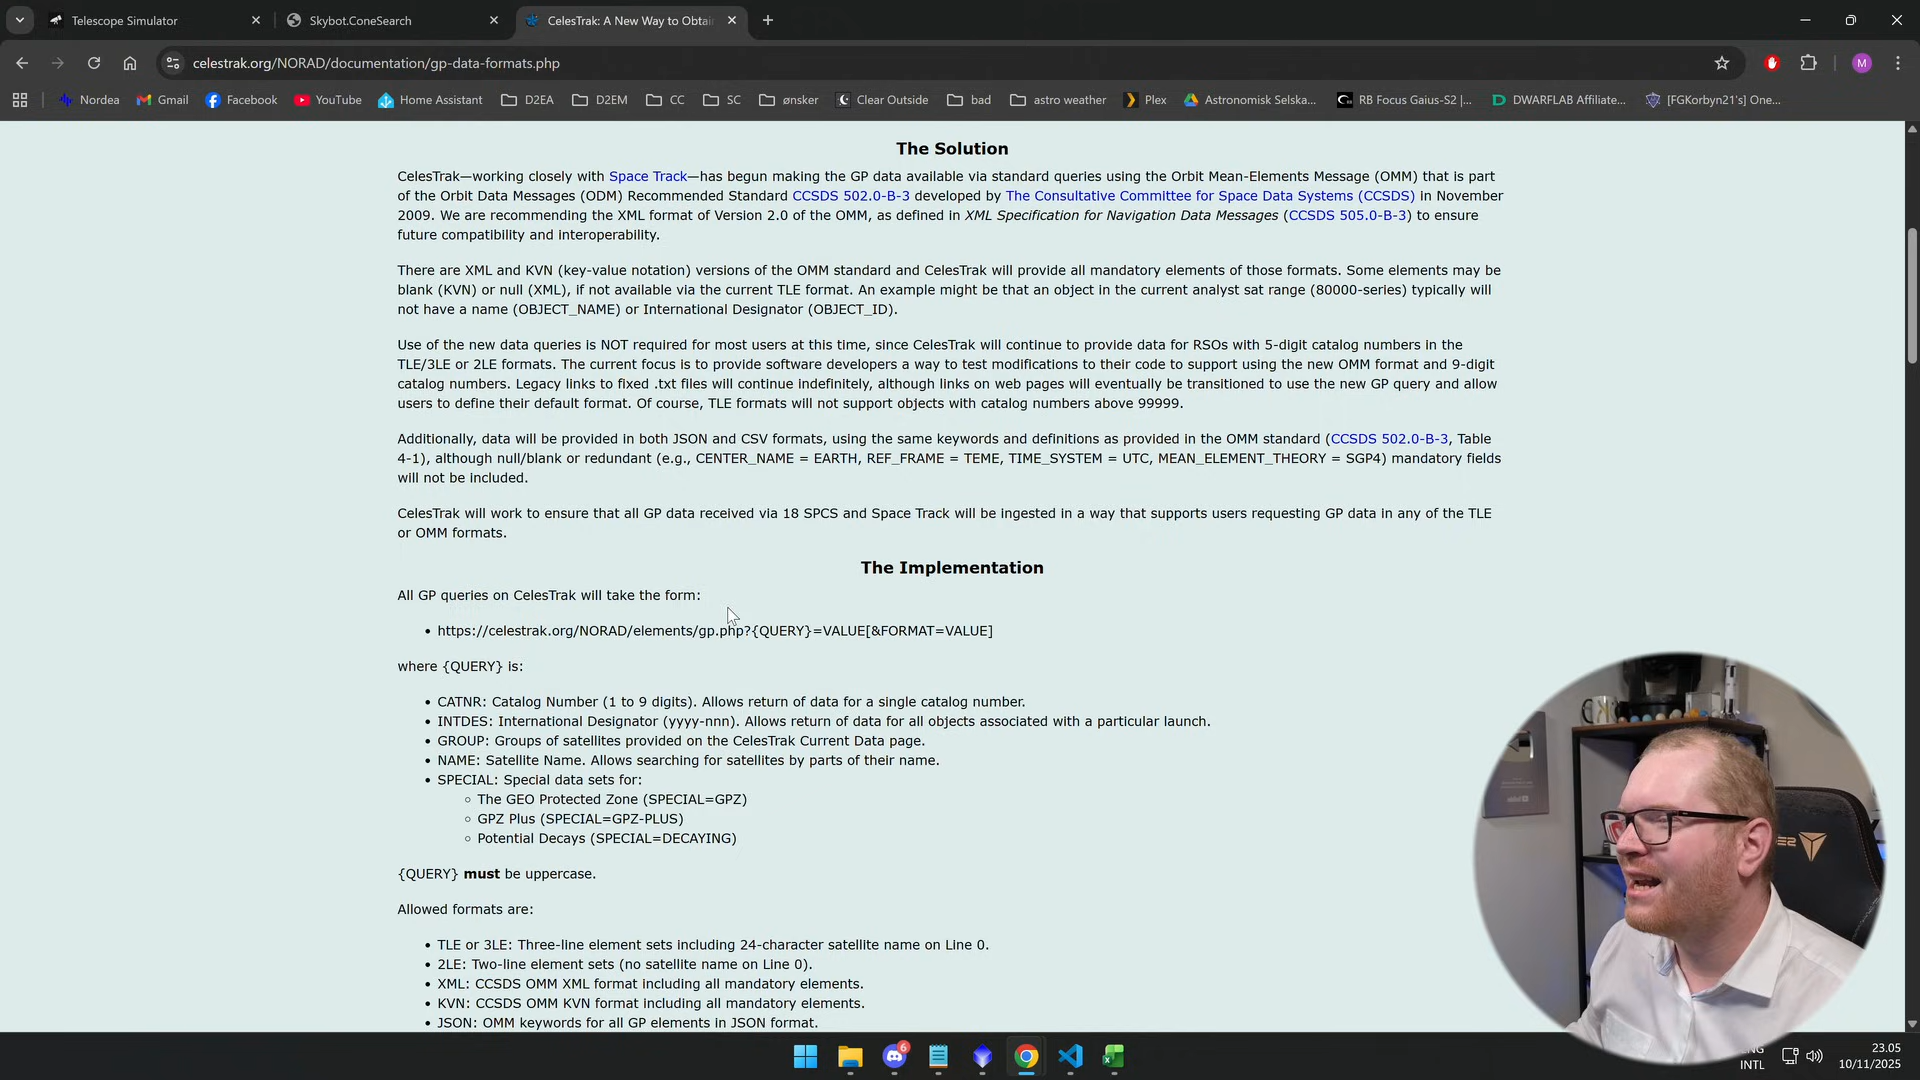 Telescope Simulator
Skybot.ConeSearch
CelesTrak: A New Way to Obtain
celestrak.org/NORAD/documentation/gp-data-formats.php
M
Nordea
Gmail
Facebook
YouTube
Home Assistant
D2EA
D2EM
CC
SC
ønsker
Clear Outside
bad
astro weather
Plex
Astronomisk Selska...
RB Focus Gaius-S2 |...
DWARFLAB Affiliate...
[FGKorbyn21's] One...
The Solution
CelesTrak—working closely with Space Track—has begun making the GP data available via standard queries using the Orbit Mean-Elements Message (OMM) that is part
of the Orbit Data Messages (ODM) Recommended Standard CCSDS 502.0-B-3 developed by The Consultative Committee for Space Data Systems (CCSDS) in November
2009. We are recommending the XML format of Version 2.0 of the OMM, as defined in XML Specification for Navigation Data Messages (CCSDS 505.0-B-3) to ensure
future compatibility and interoperability.
There are XML and KVN (key-value notation) versions of the OMM standard and CelesTrak will provide all mandatory elements of those formats. Some elements may be
blank (KVN) or null (XML), if not available via the current TLE format. An example might be that an object in the current analyst sat range (80000-series) typically will
not have a name (OBJECT_NAME) or International Designator (OBJECT_ID).
Use of the new data queries is NOT required for most users at this time, since CelesTrak will continue to provide data for RSOs with 5-digit catalog numbers in the
TLE/3LE or 2LE formats. The current focus is to provide software developers a way to test modifications to their code to support using the new OMM format and 9-digit
catalog numbers. Legacy links to fixed .txt files will continue indefinitely, although links on web pages will eventually be transitioned to use the new GP query and allow
users to define their default format. Of course, TLE formats will not support objects with catalog numbers above 99999.
Additionally, data will be provided in both JSON and CSV formats, using the same keywords and definitions as provided in the OMM standard (CCSDS 502.0-B-3, Table
4-1), although null/blank or redundant (e.g., CENTER_NAME = EARTH, REF_FRAME = TEME, TIME_SYSTEM = UTC, MEAN_ELEMENT_THEORY = SGP4) mandatory fields
will not be included.
CelesTrak will work to ensure that all GP data received via 18 SPCS and Space Track will be ingested in a way that supports users requesting GP data in any of the TLE
or OMM formats.
The Implementation
All GP queries on CelesTrak will take the form:
• https://celestrak.org/NORAD/elements/gp.php?{QUERY}=VALUE[&FORMAT=VALUE]
where {QUERY} is:
• CATNR: Catalog Number (1 to 9 digits). Allows return of data for a single catalog number.
• INTDES: International Designator (yyyy-nnn). Allows return of data for all objects associated with a particular launch.
• GROUP: Groups of satellites provided on the CelesTrak Current Data page.
• NAME: Satellite Name. Allows searching for satellites by parts of their name.
• SPECIAL: Special data sets for:
◦ The GEO Protected Zone (SPECIAL=GPZ)
◦ GPZ Plus (SPECIAL=GPZ-PLUS)
◦ Potential Decays (SPECIAL=DECAYING)
{QUERY} must be uppercase.
Allowed formats are:
• TLE or 3LE: Three-line element sets including 24-character satellite name on Line 0.
• 2LE: Two-line element sets (no satellite name on Line 0).
• XML: CCSDS OMM XML format including all mandatory elements.
• KVN: CCSDS OMM KVN format including all mandatory elements.
• JSON: OMM keywords for all GP elements in JSON format.
6
INTL
23.05
10/11/2025